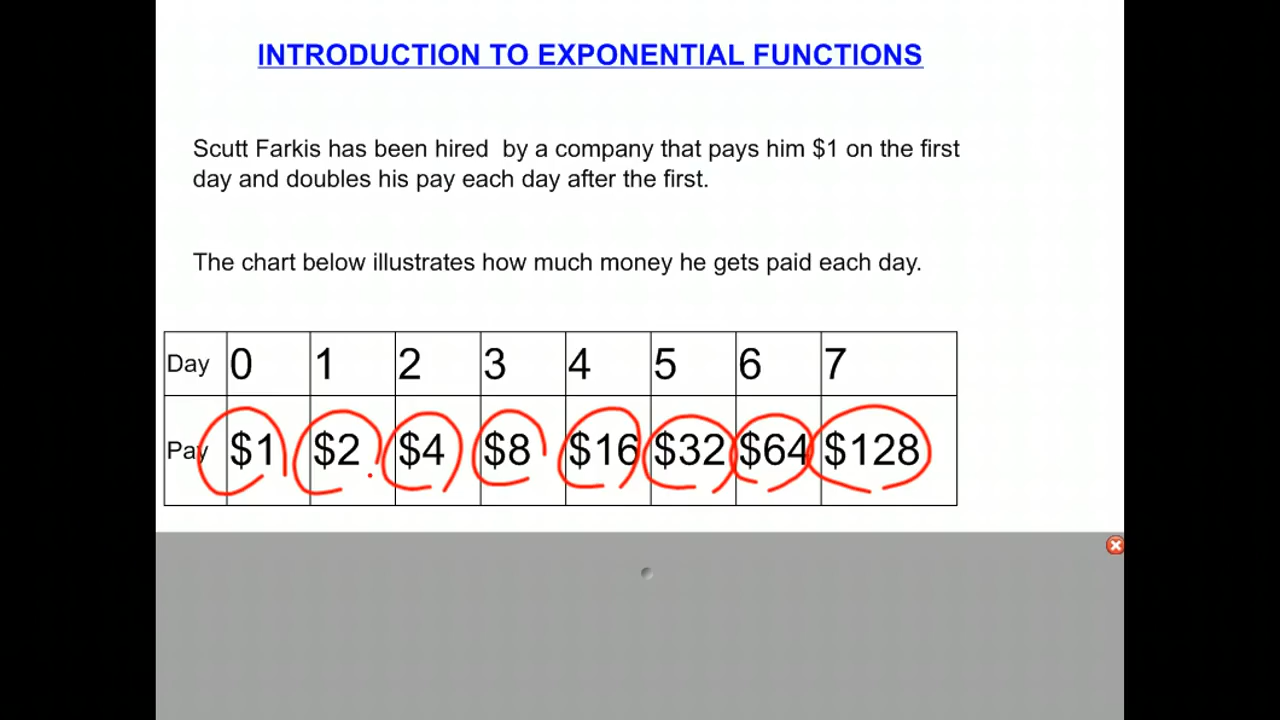 INTRODUCTION TO EXPONENTIAL FUNCTIONS
Scutt Farkis has been hired  by a company that pays him $1 on the first
day and doubles his pay each day after the first.
The chart below illustrates how much money he gets paid each day.
Day 0 1 2 3 4 5 6 7
Pay $1 $2 $4 $8 $16 $32 $64 $128